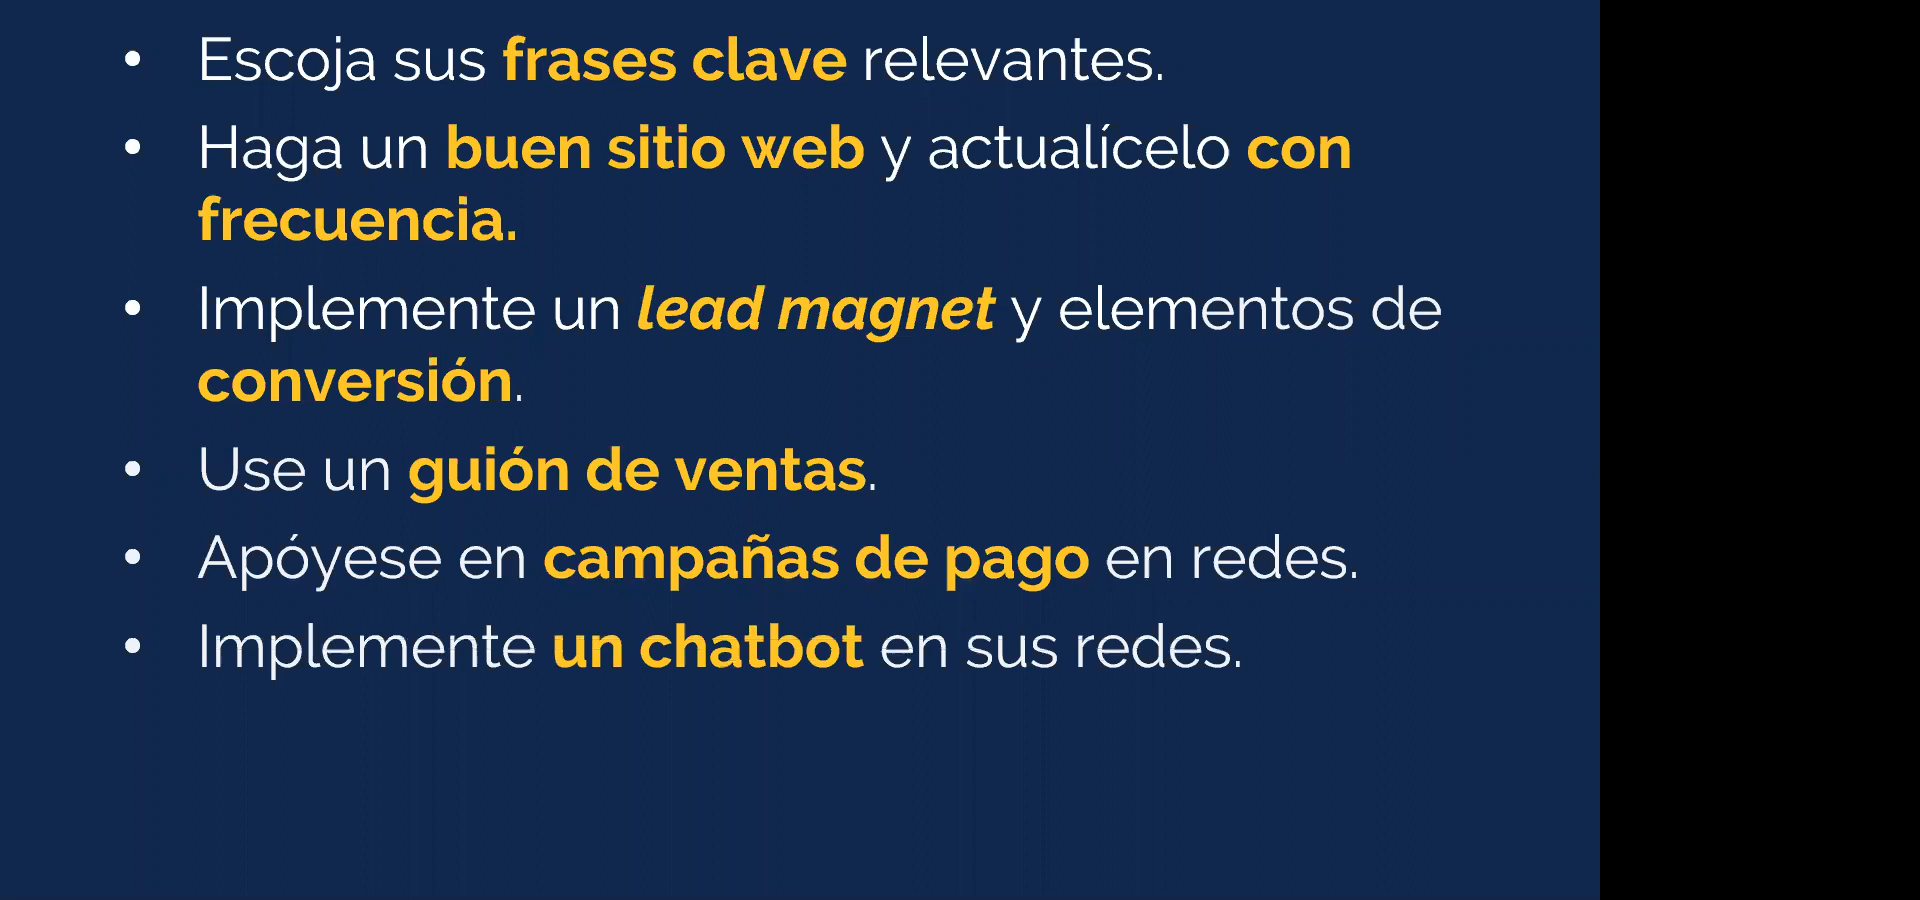 • Escoja sus frases clave relevantes.
• Haga un buen sitio web y actualícelo con
frecuencia.
• Implemente un lead magnet y elementos de
conversión.
• Use un guión de ventas.
• Apóyese en campañas de pago en redes.
• Implemente un chatbot en sus redes.